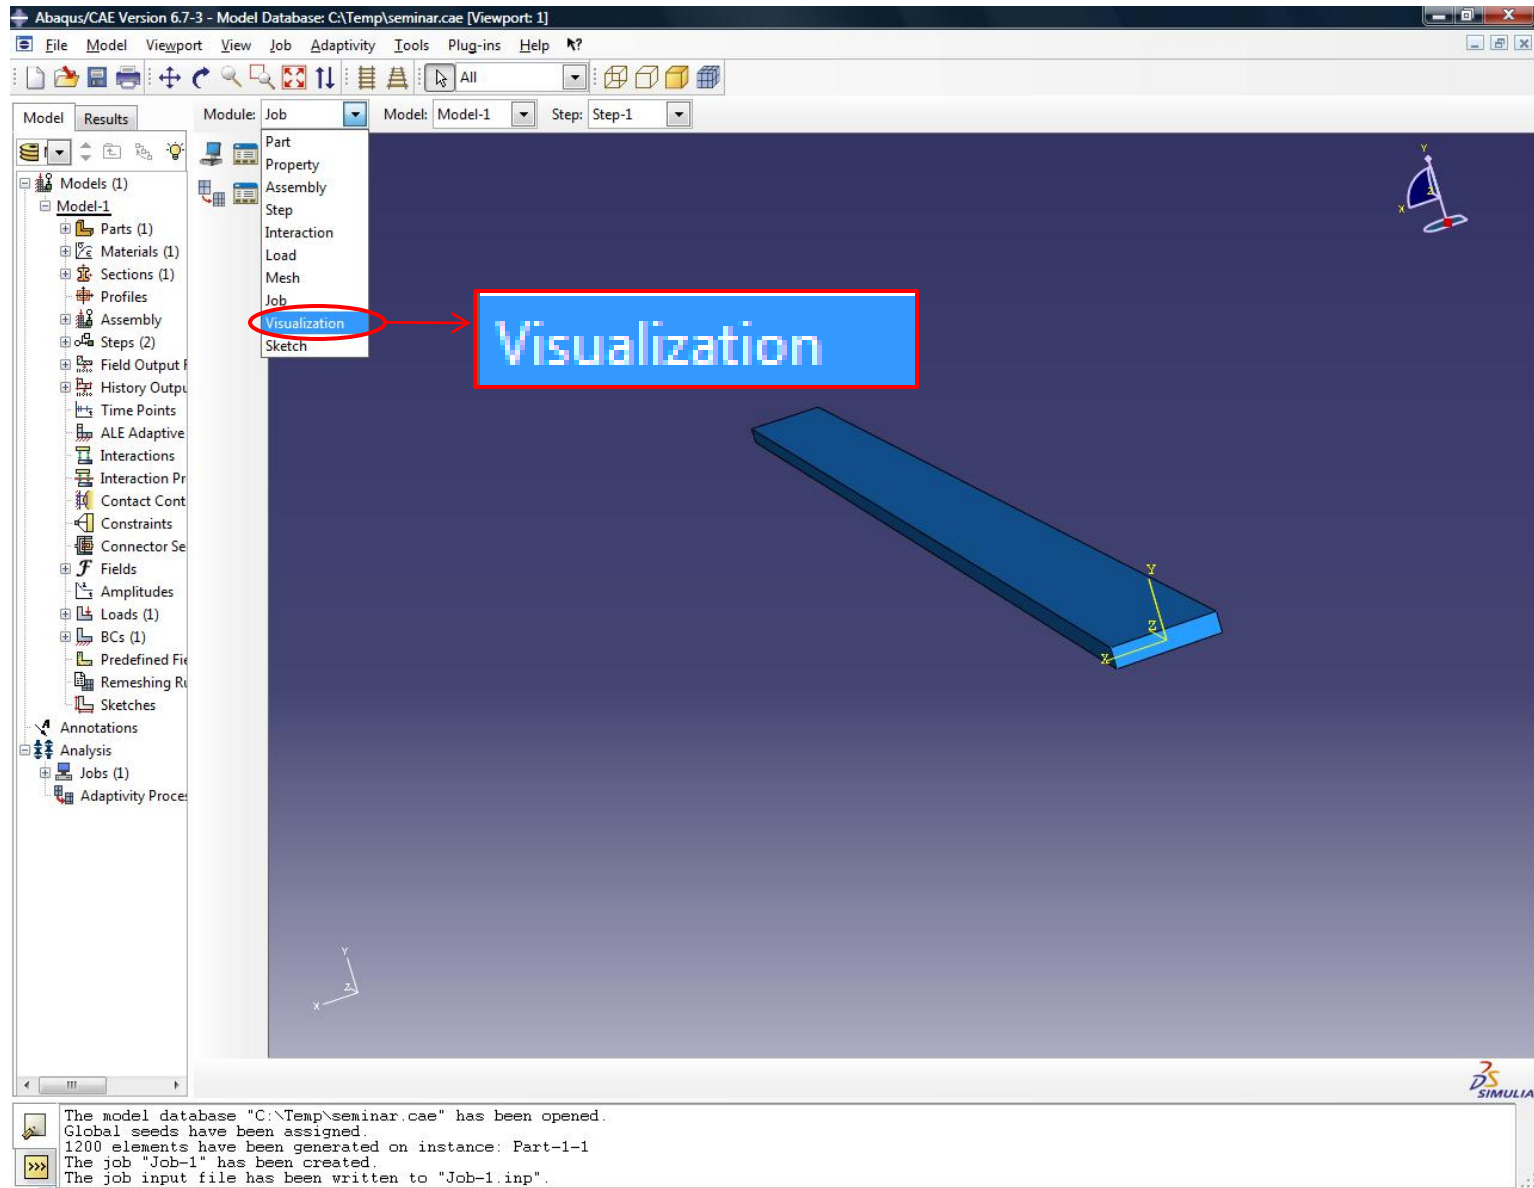 Abaqus/CAE Version 6.7-3 - Model Database: C:\Temp\seminar.cae [Viewport: 1]
File Model Viewport View Job Adaptivity Tools Plug-ins Help
All
Model Results
Module: Job Model: Model-1 Step: Step-1
Part
Property
Assembly
Step
Interaction
Load
Mesh
Job
Visualization
Sketch
Visualization
Models (1)
Model-1
Parts (1)
Materials (1)
Sections (1)
Profiles
Assembly
Steps (2)
Field Output
History Outpu
Time Points
ALE Adaptive
Interactions
Interaction Pr
Contact Cont
Constraints
Connector Se
Fields
Amplitudes
Loads (1)
BCs (1)
Predefined Fie
Remeshing Ru
Sketches
Annotations
Analysis
Jobs (1)
Adaptivity Proces
Y
Z
X
Y
Z
X
Y
Z
X
SIMULIA
The model database "C:\Temp\seminar.cae" has been opened.
Global seeds have been assigned.
1200 elements have been generated on instance: Part-1-1
The job "Job-1" has been created.
The job input file has been written to "Job-1.inp".